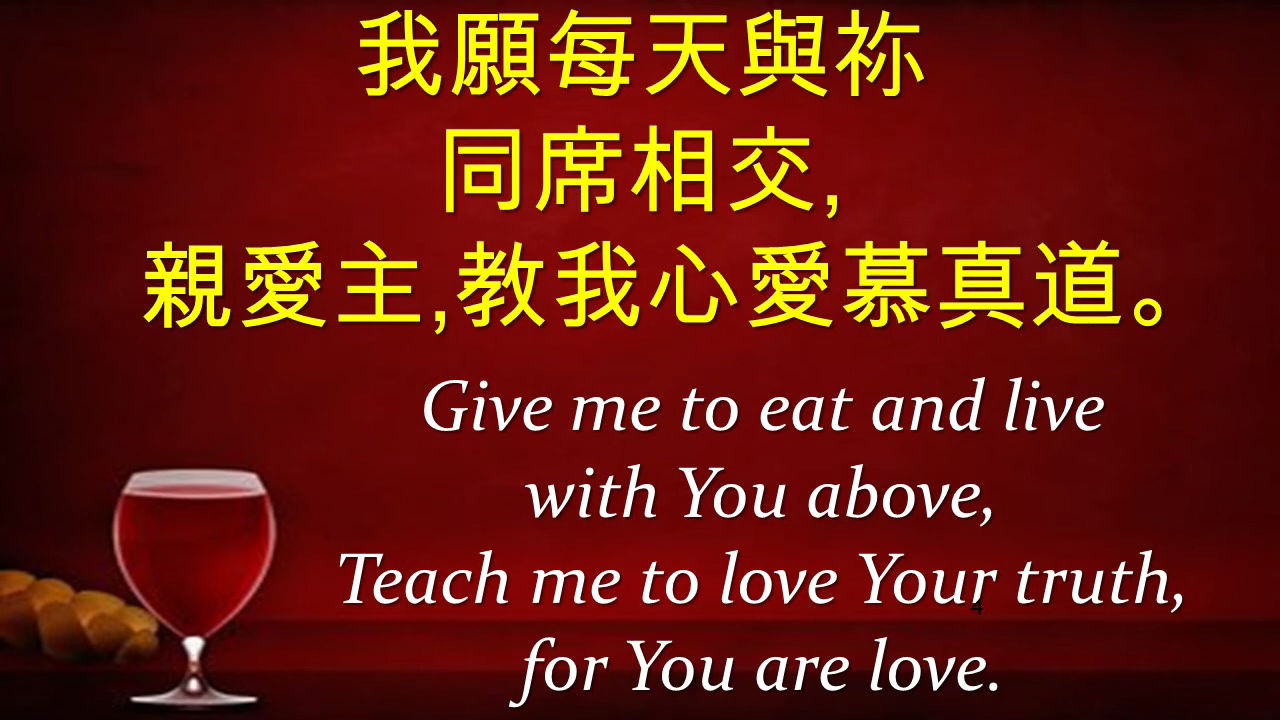 我願每天與祢
同席相交,
親愛主,教我心愛慕真道。
Give me to eat and live
with You above,
Teach me to love Your truth,
4
for You are love.